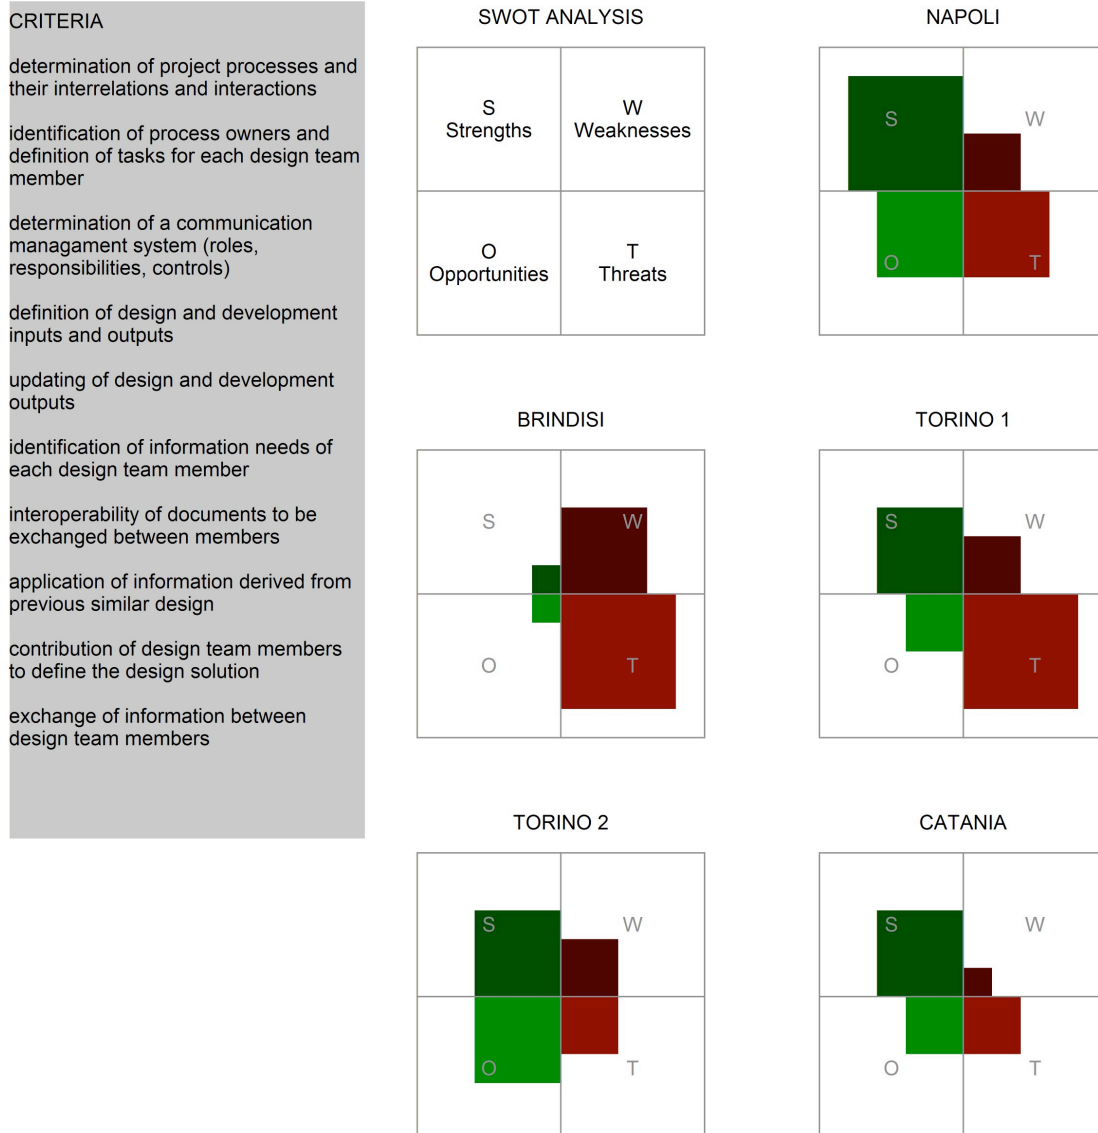 CRITERIA
determination of project processes and
their interrelations and interactions
identification of process owners and
definition of tasks for each design team
member
determination of a communication
managament system (roles,
responsibilities, controls)
definition of design and development
inputs and outputs
updating of design and development
outputs
identification of information needs of
each design team member
interoperability of documents to be
exchanged between members
application of information derived from
previous similar design
contribution of design team members
to define the design solution
exchange of information between
design team members
SWOT ANALYSIS
S
Strengths
W
Weaknesses
O
Opportunities
T
Threats
NAPOLI
S
W
O
T
BRINDISI
S
W
O
T
TORINO 1
S
W
O
T
TORINO 2
S
W
O
T
CATANIA
S
W
O
T